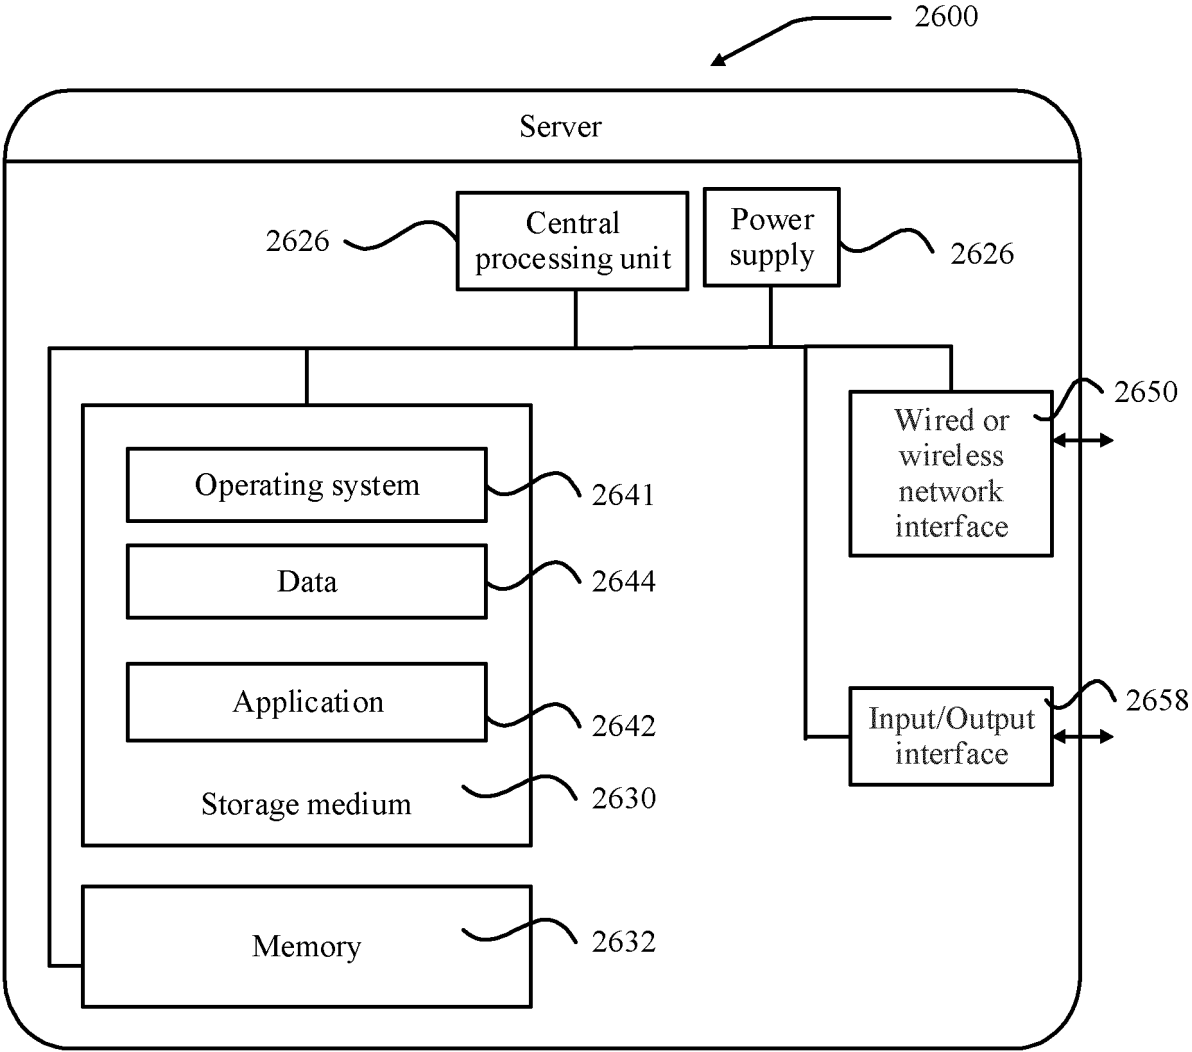 2600
Server
2626
Central
processing unit
Power
supply
2626
2650
Wired or
wireless
network
interface
Operating system
2641
Data
2644
Application
2642
Storage medium
2630
2658
Input/Output
interface
Memory
2632